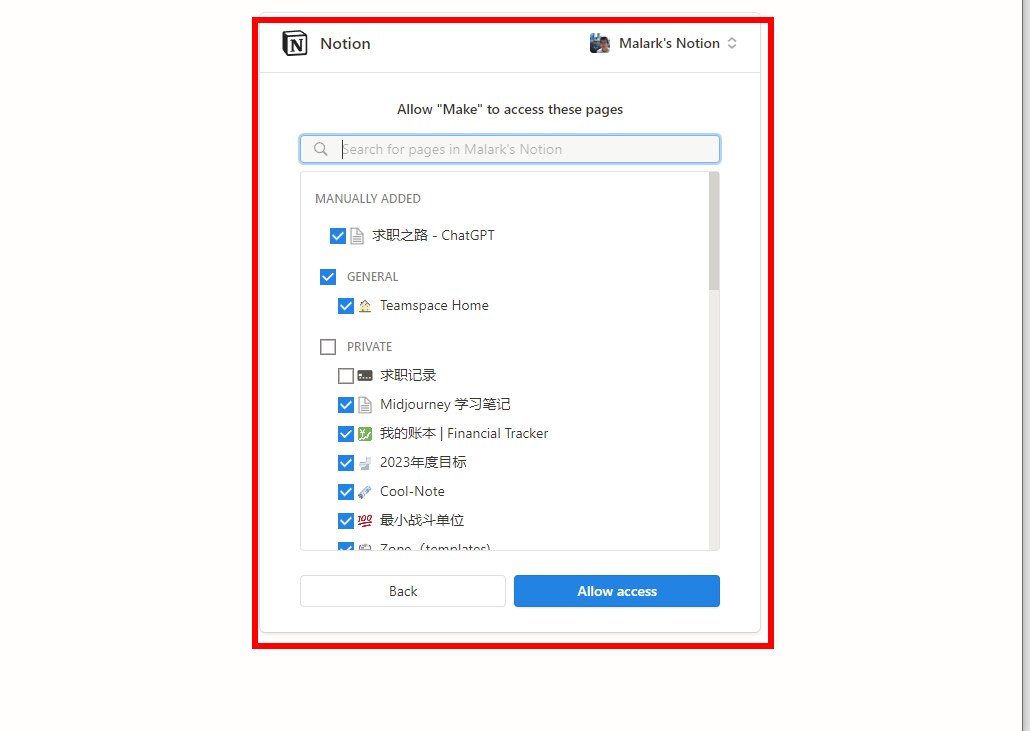 Notion
Malark's Notion
Allow "Make" to access these pages
Search for pages in Malark's Notion
MANUALLY ADDED
求职之路 - ChatGPT
GENERAL
Teamspace Home
PRIVATE
求职记录
Midjourney 学习笔记
我的账本 | Financial Tracker
2023年度目标
Cool-Note
💯 最小战斗单位
Zone (templates)
Back
Allow access